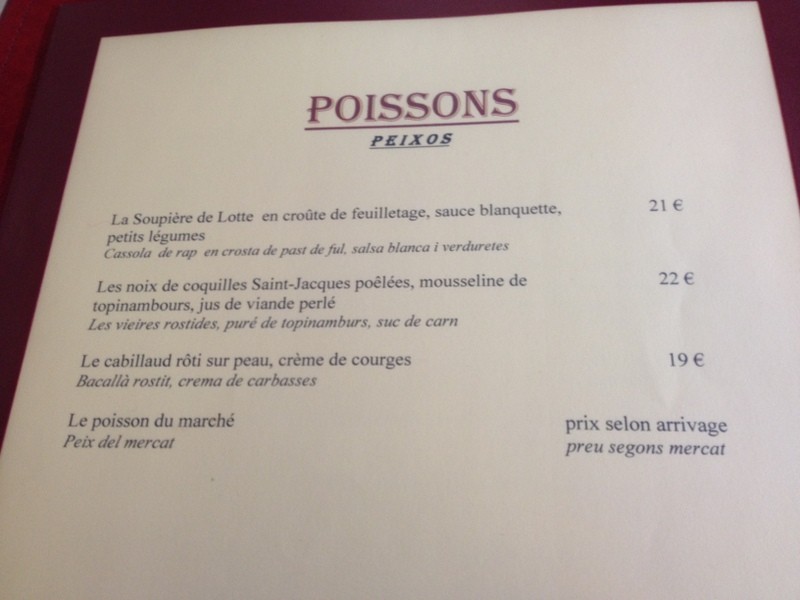 POISSONS
PEIXOS
La Soupière de Lotte en croûte de feuilletage, sauce blanquette, 21 €
petits légumes
Cassola de rap en crosta de past de ful, salsa blanca i verduretes
Les noix de coquilles Saint-Jacques poêlées, mousseline de 22 €
topinambours, jus de viande perlé
Les vieires rostides, puré de topinamburs, suc de carn
Le cabillaud rôti sur peau, crème de courges 19 €
Bacallà rostit, crema de carbasses
Le poisson du marché prix selon arrivage
Peix del mercat preu segons mercat